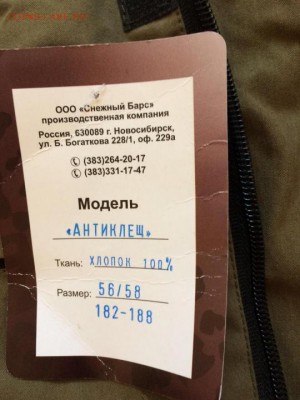 ООО «Снежный Барс»
производственная компания
Россия, 630089 г. Новосибирск,
ул. Б. Богаткова 228/1, оф. 229а
(383)264-20-17
(383)331-17-47
Модель
«АНТИКЛЕЩ»
Ткань: ХЛОПОК 100%
Размер: 56/58
182-188